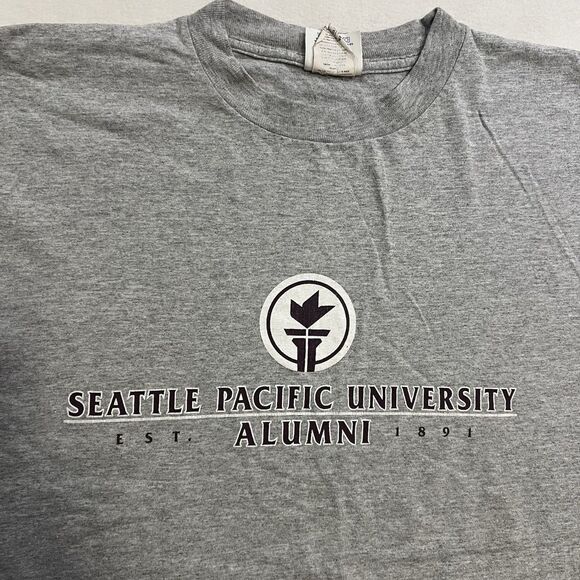 SEATTLE PACIFIC UNIVERSITY
EST. ALUMNI 1891